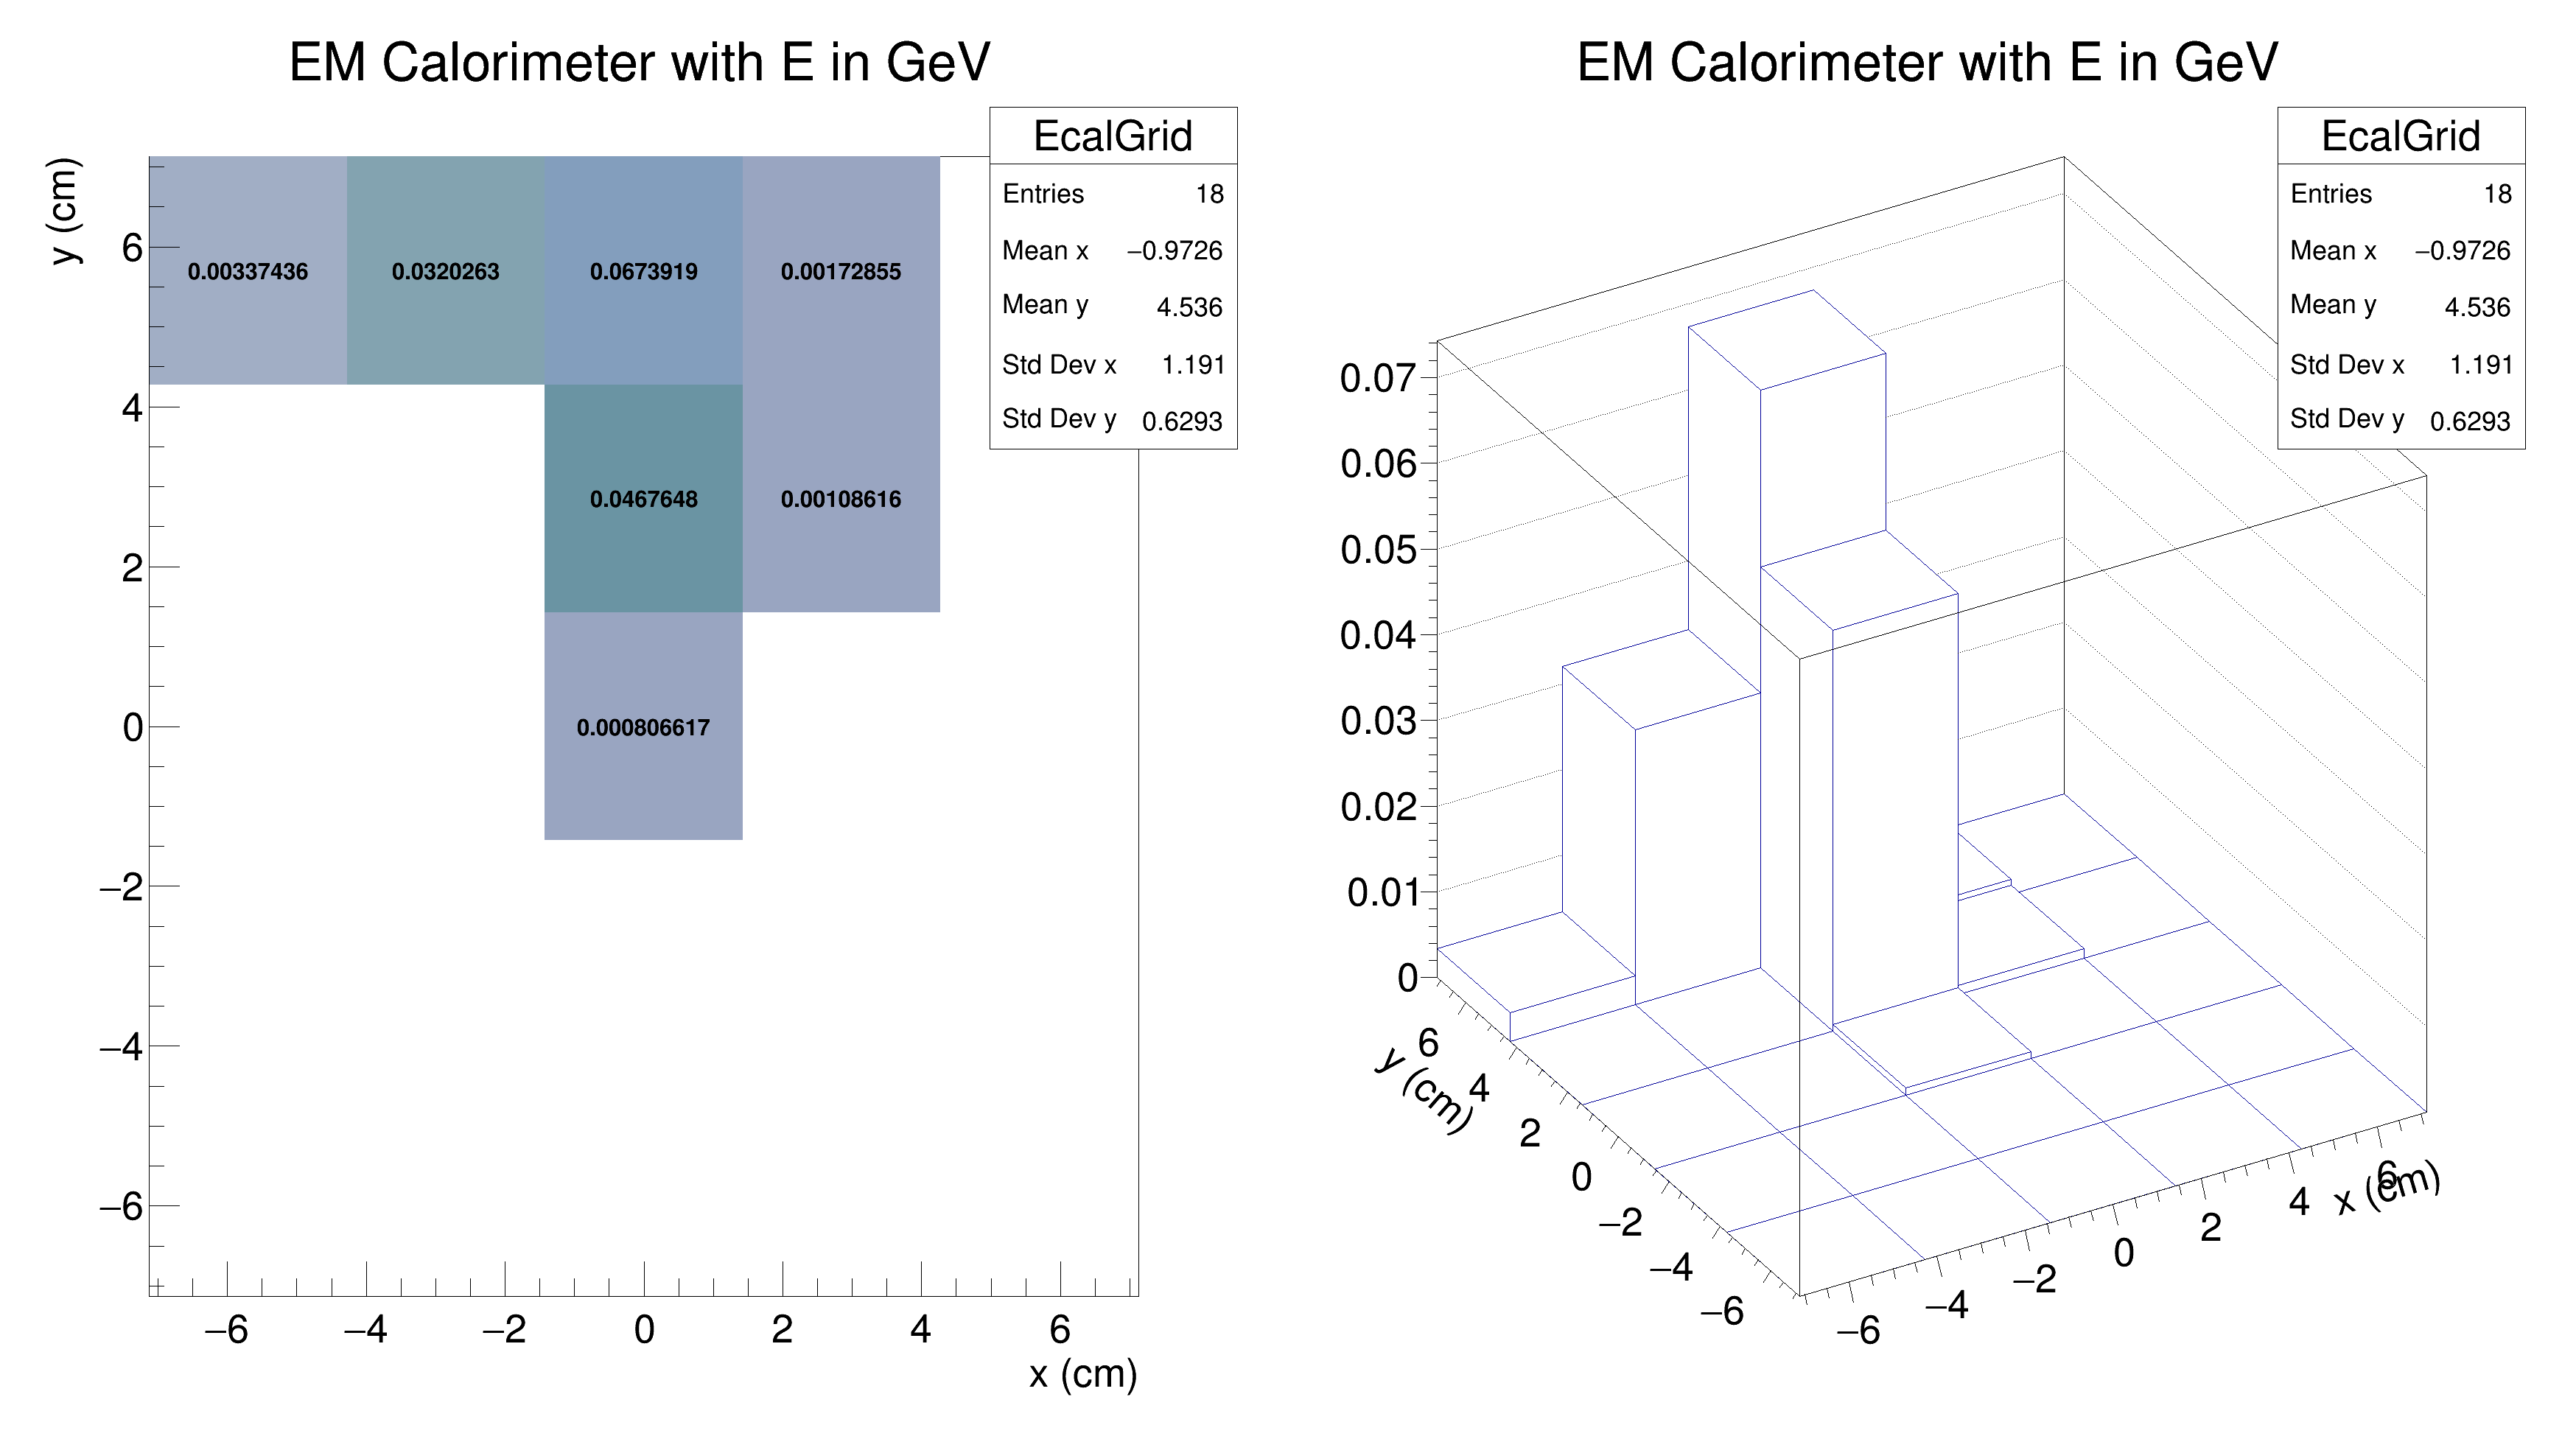 EM Calorimeter with E in GeV
EcalGrid
Entries 18
Mean x −0.9726
Mean y 4.536
Std Dev x 1.191
Std Dev y 0.6293
y (cm)
6
4
2
0
−2
−4
−6
0.00337436 0.0320263 0.0673919 0.00172855
0.0467648 0.00108616
0.000806617
−6 −4 −2 0 2 4 6
x (cm)
EM Calorimeter with E in GeV
EcalGrid
Entries 18
Mean x −0.9726
Mean y 4.536
Std Dev x 1.191
Std Dev y 0.6293
0.07
0.06
0.05
0.04
0.03
0.02
0.01
0
6
4
2
0
−2
−4
−6
y (cm)
−6
−4
−2
0
2
4
6
x (cm)